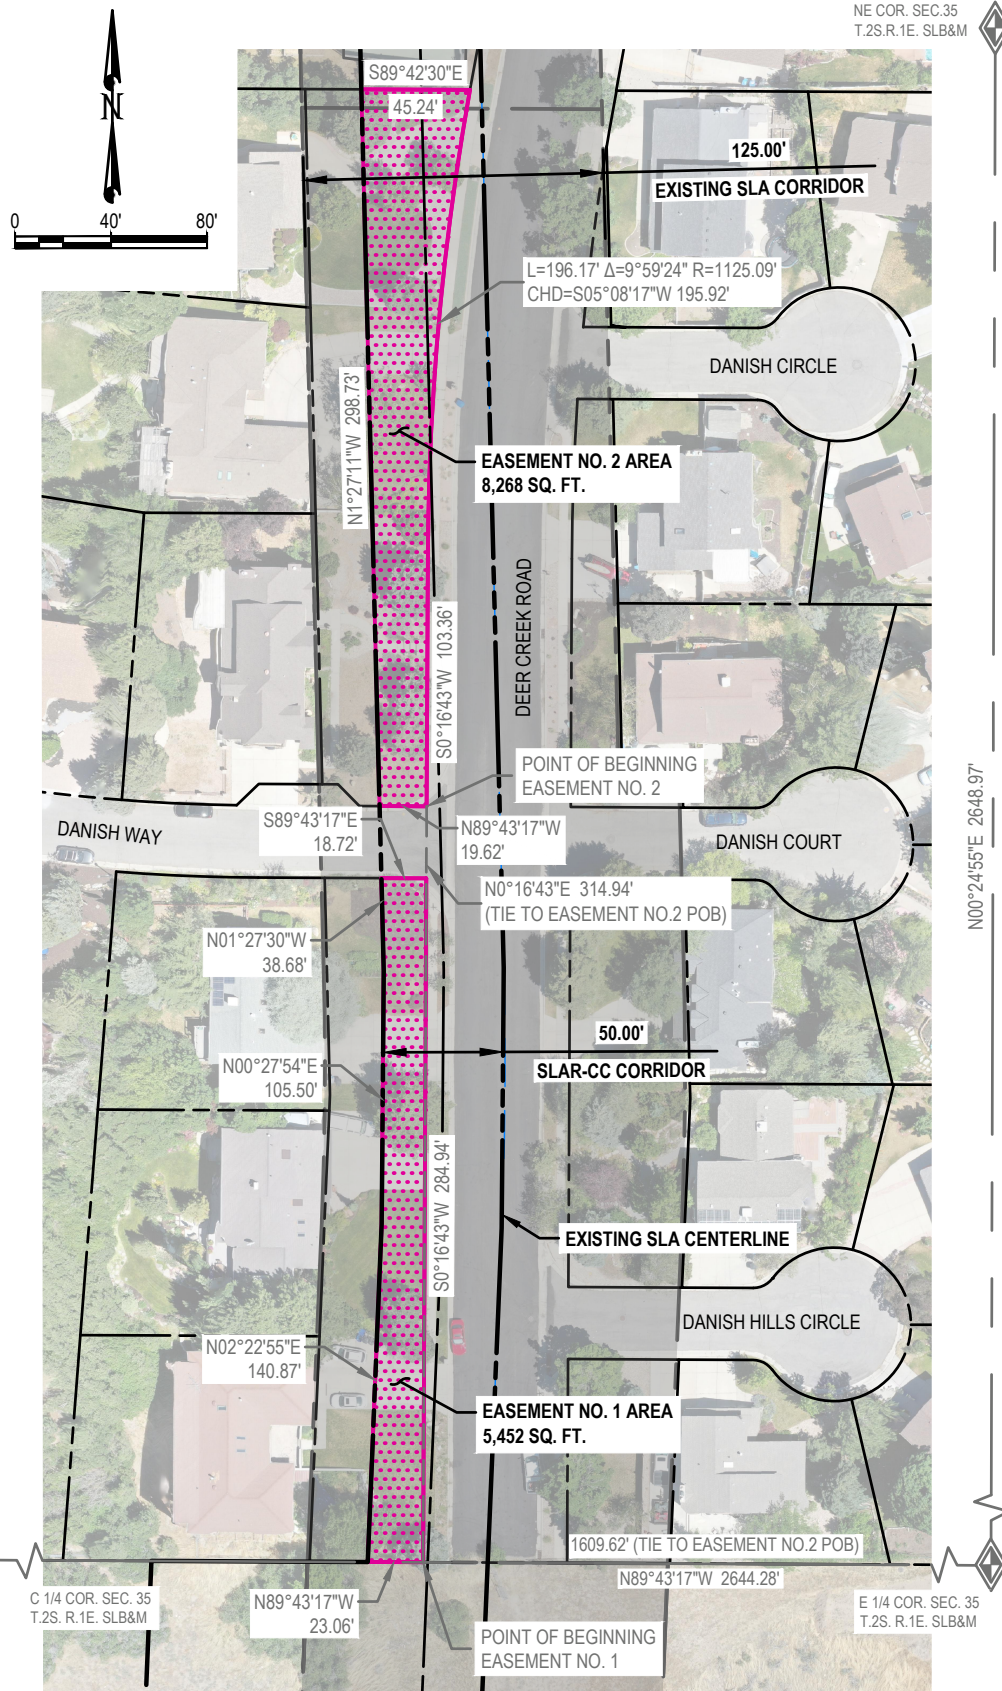 NE COR. SEC.35
T.2S.R.1E. SLB&M
N
0 40' 80'
S89°42'30"E
45.24'
125.00'
EXISTING SLA CORRIDOR
L=196.17' Δ=9°59'24" R=1125.09'
CHD=S05°08'17"W 195.92'
DANISH CIRCLE
N1°27'11"W 298.73'
EASEMENT NO. 2 AREA
8,268 SQ. FT.
DEER CREEK ROAD
S0°16'43"W 103.36'
POINT OF BEGINNING
EASEMENT NO. 2
S89°43'17"E
18.72'
N89°43'17"W
19.62'
DANISH WAY
DANISH COURT
N00°24'55"E 2648.97'
N0°16'43"E 314.94'
(TIE TO EASEMENT NO.2 POB)
N01°27'30"W
38.68'
50.00'
SLAR-CC CORRIDOR
N00°27'54"E
105.50'
S0°16'43"W 284.94'
EXISTING SLA CENTERLINE
DANISH HILLS CIRCLE
N02°22'55"E
140.87'
EASEMENT NO. 1 AREA
5,452 SQ. FT.
1609.62' (TIE TO EASEMENT NO.2 POB)
N89°43'17"W 2644.28'
C 1/4 COR. SEC. 35
T.2S. R.1E. SLB&M
N89°43'17"W
23.06'
E 1/4 COR. SEC. 35
T.2S. R.1E. SLB&M
POINT OF BEGINNING
EASEMENT NO. 1